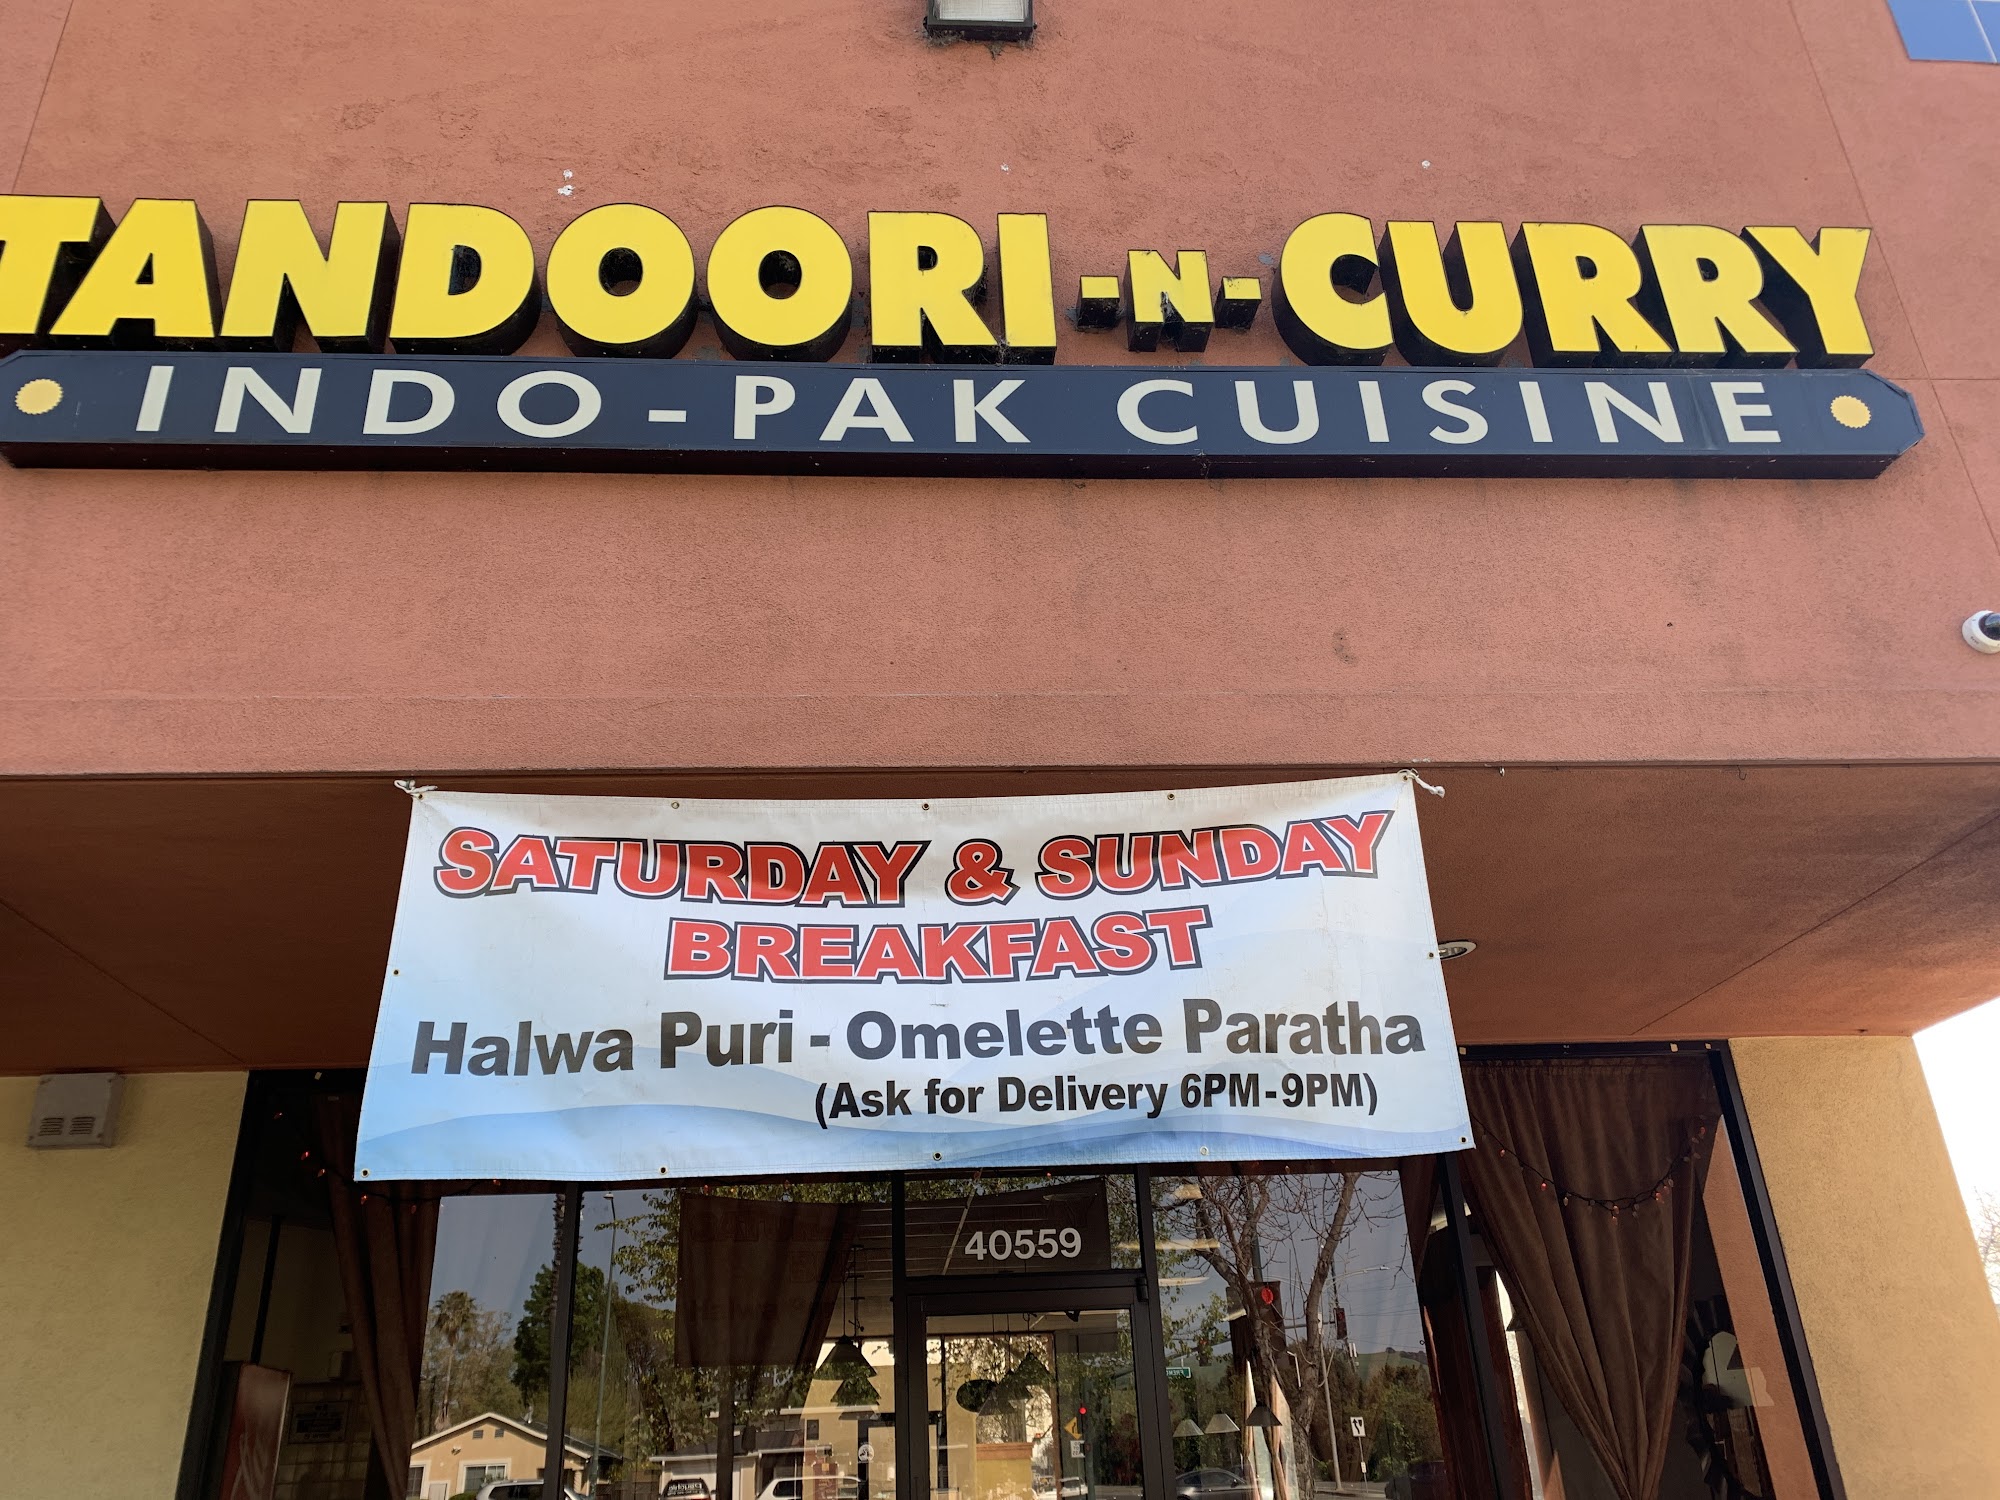 TANDOORI-N-CURRY
INDO-PAK CUISINE
SATURDAY & SUNDAY
BREAKFAST
Halwa Puri - Omelette Paratha
(Ask for Delivery 6PM-9PM)
40559